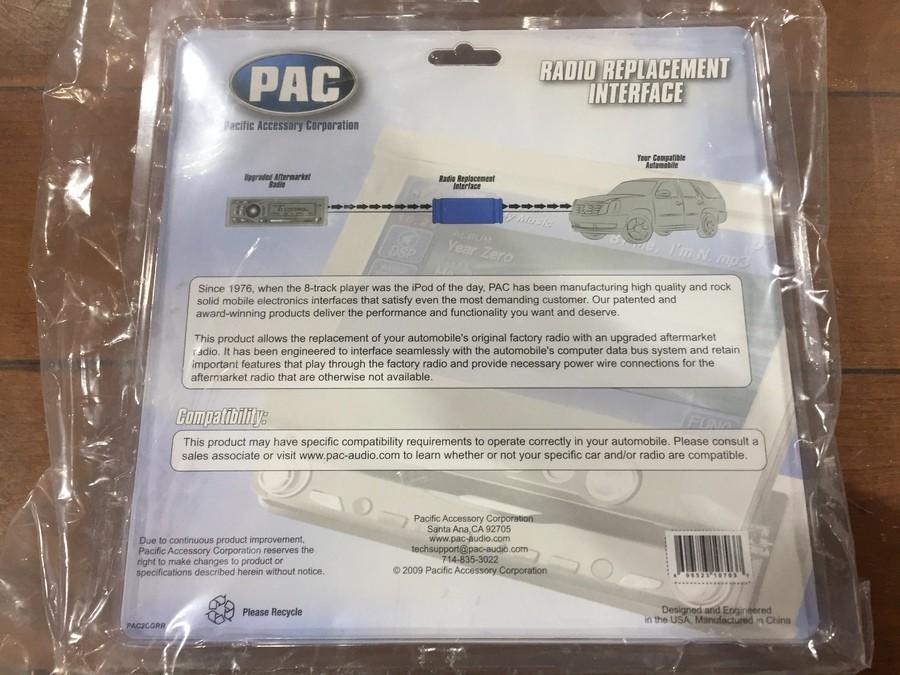 PAC
Pacific Accessory Corporation
RADIO REPLACEMENT
INTERFACE
Upgraded Aftermarket
Radio
Radio Replacement
Interface
Your Compatible
Automobile
y Music
Year Zero
DSP
I'm N. mp3
Since 1976, when the 8-track player was the iPod of the day, PAC has been manufacturing high quality and rock
solid mobile electronics interfaces that satisfy even the most demanding customer. Our patented and
award-winning products deliver the performance and functionality you want and deserve.
This product allows the replacement of your automobile's original factory radio with an upgraded aftermarket
radio. It has been engineered to interface seamlessly with the automobile's computer data bus system and retain
important features that play through the factory radio and provide necessary power wire connections for the
aftermarket radio that are otherwise not available.
FUNC
Compatibility:
This product may have specific compatibility requirements to operate correctly in your automobile. Please consult a
sales associate or visit www.pac-audio.com to learn whether or not your specific car and/or radio are compatible.
Due to continuous product improvement,
Pacific Accessory Corporation reserves the
right to make changes to product or
specifications described herein without notice.
Pacific Accessory Corporation
Santa Ana,CA 92705
www.pac-audio.com
techsupport@pac-audio.com
714-835-3022
© 2009 Pacific Accessory Corporation
Please Recycle
Designed and Engineered
in the USA, Manufactured in China